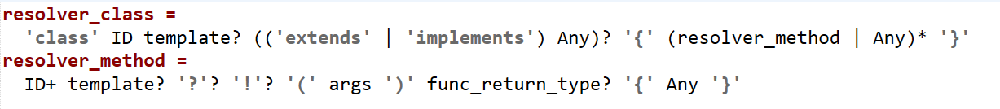 resolver_class =
'class' ID template? (('extends' | 'implements') Any)? '{' (resolver_method | Any)* '}'
resolver_method =
ID+ template? '?'? '!'? '(' args ')' func_return_type? '{' Any '}'